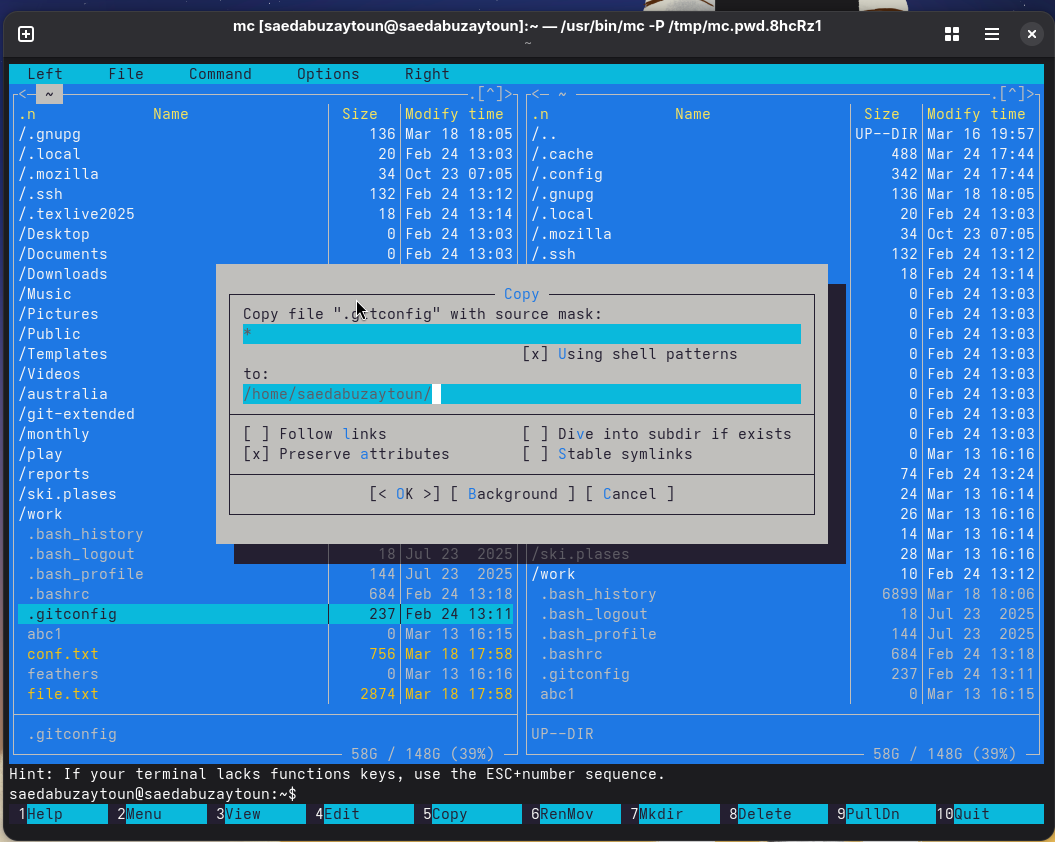 mc [saedabuzaytoun@saedabuzaytoun]:~ — /usr/bin/mc -P /tmp/mc.pwd.8hcRz1
~
Left File Command Options Right
<─ ~ .[^]> <─ ~ .[^]>
.n Name Size Modify time .n Name Size Modify time
/.gnupg 136 Mar 18 18:05 /.. UP--DIR Mar 16 19:57
/.local 20 Feb 24 13:03 /.cache 488 Mar 24 17:44
/.mozilla 34 Oct 23 07:05 /.config 342 Mar 24 17:44
/.ssh 132 Feb 24 13:12 /.gnupg 136 Mar 18 18:05
/.texlive2025 18 Feb 24 13:14 /.local 20 Feb 24 13:03
/Desktop 0 Feb 24 13:03 /.mozilla 34 Oct 23 07:05
/Documents 0 Feb 24 13:03 /.ssh 132 Feb 24 13:12
/Downloads 18 Feb 24 13:14
/Music Copy 0 Feb 24 13:03
/Pictures Copy file ".gitconfig" with source mask: 0 Feb 24 13:03
/Public * 0 Feb 24 13:03
/Templates [x] Using shell patterns 0 Feb 24 13:03
/Videos to: 0 Feb 24 13:03
/australia /home/saedabuzaytoun/ 0 Feb 24 13:03
/git-extended 0 Feb 24 13:03
/monthly [ ] Follow links [ ] Dive into subdir if exists 0 Feb 24 13:03
/play [x] Preserve attributes [ ] Stable symlinks 0 Mar 13 16:16
/reports 74 Feb 24 13:24
/ski.plases [< OK >] [ Background ] [ Cancel ] 24 Mar 13 16:14
/work 26 Mar 13 16:14
.bash_history 14 Mar 13 16:14
.bash_logout 18 Jul 23 2025 /ski.plases 28 Mar 13 16:16
.bash_profile 144 Jul 23 2025 /work 10 Feb 24 13:12
.bashrc 684 Feb 24 13:18 .bash_history 6899 Mar 18 18:06
.gitconfig 237 Feb 24 13:11 .bash_logout 18 Jul 23 2025
abc1 0 Mar 13 16:15 .bash_profile 144 Jul 23 2025
conf.txt 756 Mar 18 17:58 .bashrc 684 Feb 24 13:18
feathers 0 Mar 13 16:16 .gitconfig 237 Feb 24 13:11
file.txt 2874 Mar 18 17:58 abc1 0 Mar 13 16:15
.gitconfig UP--DIR
58G / 148G (39%) 58G / 148G (39%)
Hint: If your terminal lacks functions keys, use the ESC+number sequence.
saedabuzaytoun@saedabuzaytoun:~$
1Help 2Menu 3View 4Edit 5Copy 6RenMov 7Mkdir 8Delete 9PullDn 10Quit